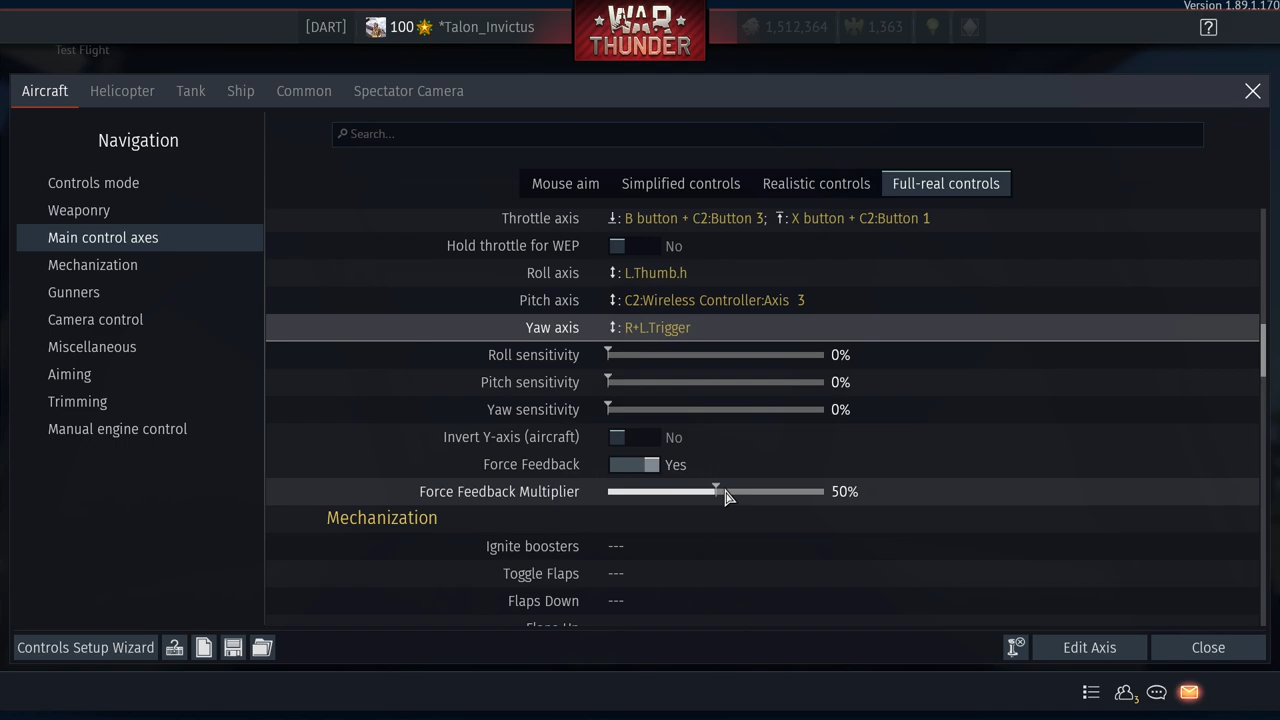 Version 1.89.1.170
[DART] 100 *Talon_Invictus
WAR THUNDER
1,512,364 1,363
?
Test Flight
Aircraft Helicopter Tank Ship Common Spectator Camera
Navigation
Search...
Controls mode
Weaponry
Main control axes
Mechanization
Gunners
Camera control
Miscellaneous
Aiming
Trimming
Manual engine control
Mouse aim Simplified controls Realistic controls Full-real controls
Throttle axis ↧: B button + C2:Button 3; ↥: X button + C2:Button 1
Hold throttle for WEP No
Roll axis ↕: L.Thumb.h
Pitch axis ↕: C2:Wireless Controller:Axis 3
Yaw axis ↕: R+L.Trigger
Roll sensitivity 0%
Pitch sensitivity 0%
Yaw sensitivity 0%
Invert Y-axis (aircraft) No
Force Feedback Yes
Force Feedback Multiplier 50%
Mechanization
Ignite boosters ---
Toggle Flaps ---
Flaps Down ---
Controls Setup Wizard Edit Axis Close
3